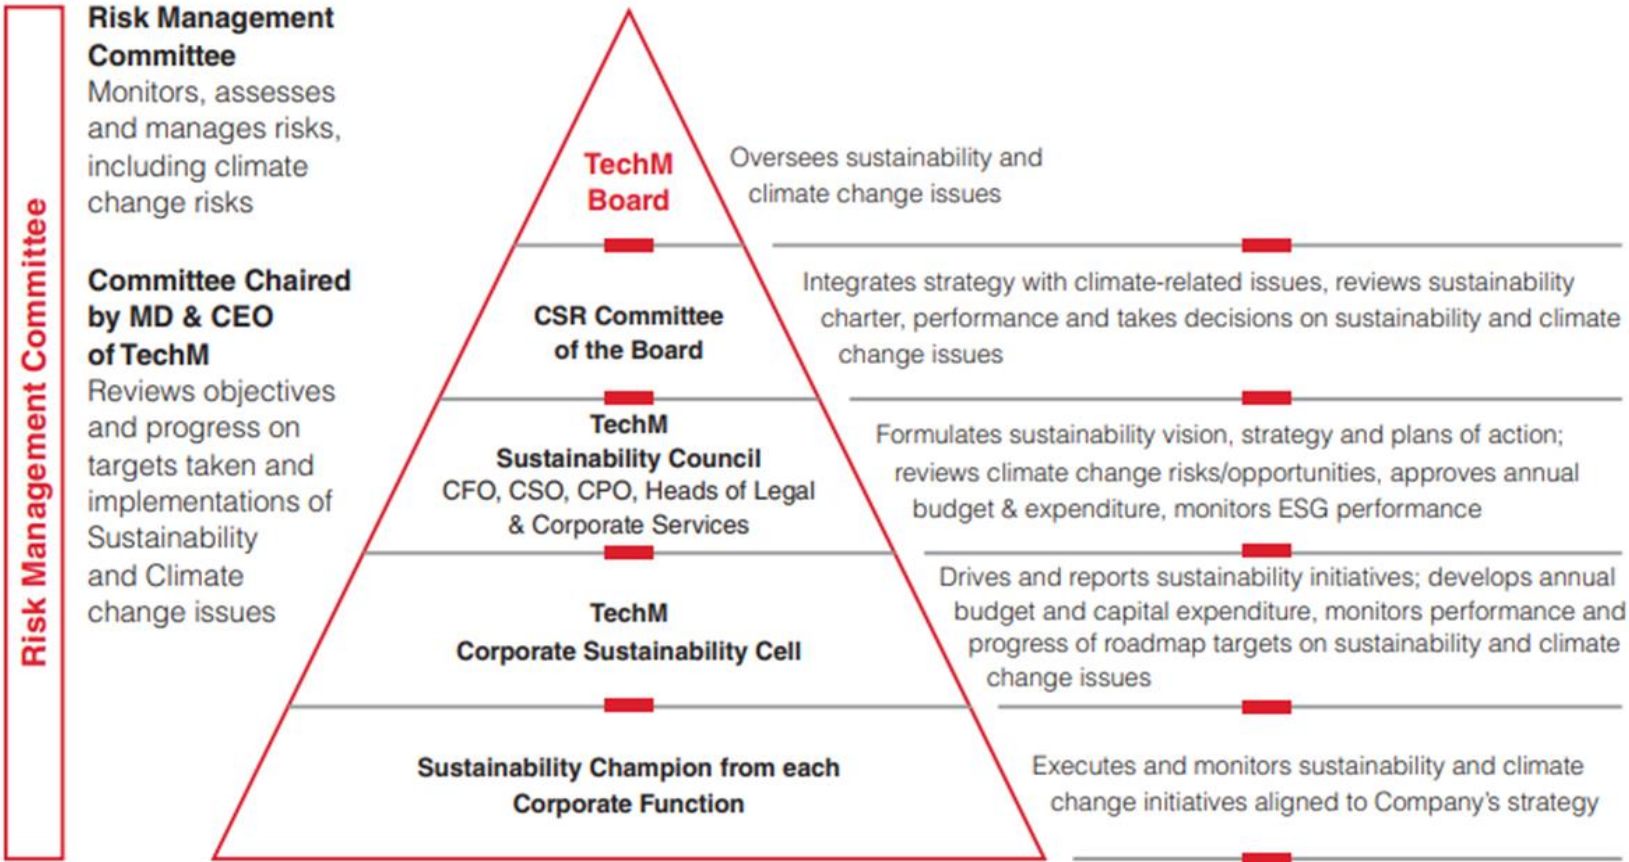 Risk Management Committee
Risk Management
Committee
Monitors, assesses
and manages risks,
including climate
change risks
Committee Chaired
by MD & CEO
of TechM
Reviews objectives
and progress on
targets taken and
implementations of
Sustainability
and Climate
change issues
TechM
Board
Oversees sustainability and
climate change issues
CSR Committee
of the Board
Integrates strategy with climate-related issues, reviews sustainability
charter, performance and takes decisions on sustainability and climate
change issues
TechM
Sustainability Council
CFO, CSO, CPO, Heads of Legal
& Corporate Services
Formulates sustainability vision, strategy and plans of action;
reviews climate change risks/opportunities, approves annual
budget & expenditure, monitors ESG performance
TechM
Corporate Sustainability Cell
Drives and reports sustainability initiatives; develops annual
budget and capital expenditure, monitors performance and
progress of roadmap targets on sustainability and climate
change issues
Sustainability Champion from each
Corporate Function
Executes and monitors sustainability and climate
change initiatives aligned to Company's strategy